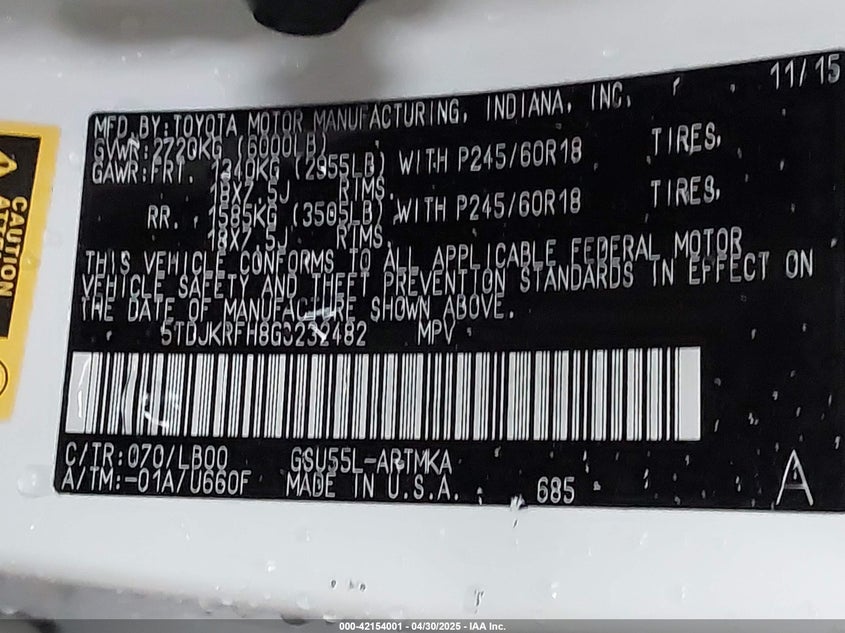 11/15
MFD. BY: TOYOTA MOTOR MANUFACTURING, INDIANA, INC.
GVWR: 2720KG (6000LB)
GAWR: FRT. 1340KG (2955LB) WITH P245/60R18 TIRES,
18X7.5J RIMS.
RR. 1585KG (3505LB) WITH P245/60R18 TIRES,
18X7.5J RIMS.
THIS VEHICLE CONFORMS TO ALL APPLICABLE FEDERAL MOTOR
VEHICLE SAFETY AND THEFT PREVENTION STANDARDS IN EFFECT ON
THE DATE OF MANUFACTURE SHOWN ABOVE.
5TDJKRFH8GS232482 MPV
C/TR: 070/LB00 GSU55L-ARTMKA
A/TM: -01A/U660F MADE IN U.S.A. 685 A
CAUTION
000-42154001 - 04/30/2025 - IAA Inc.